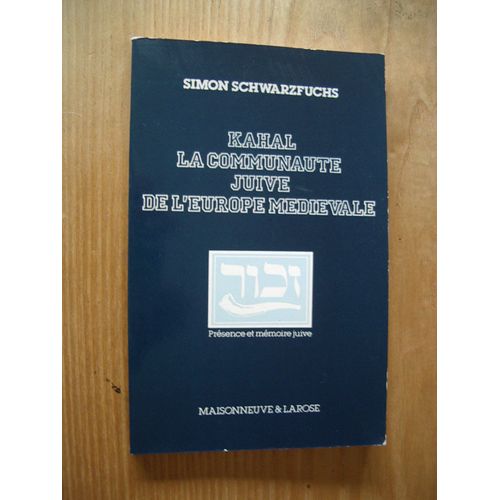 SIMON SCHWARZFUCHS
KAHAL
LA COMMUNAUTE
JUIVE
DE L'EUROPE MEDIEVALE
זכור
Présence et mémoire juive
MAISONNEUVE & LAROSE